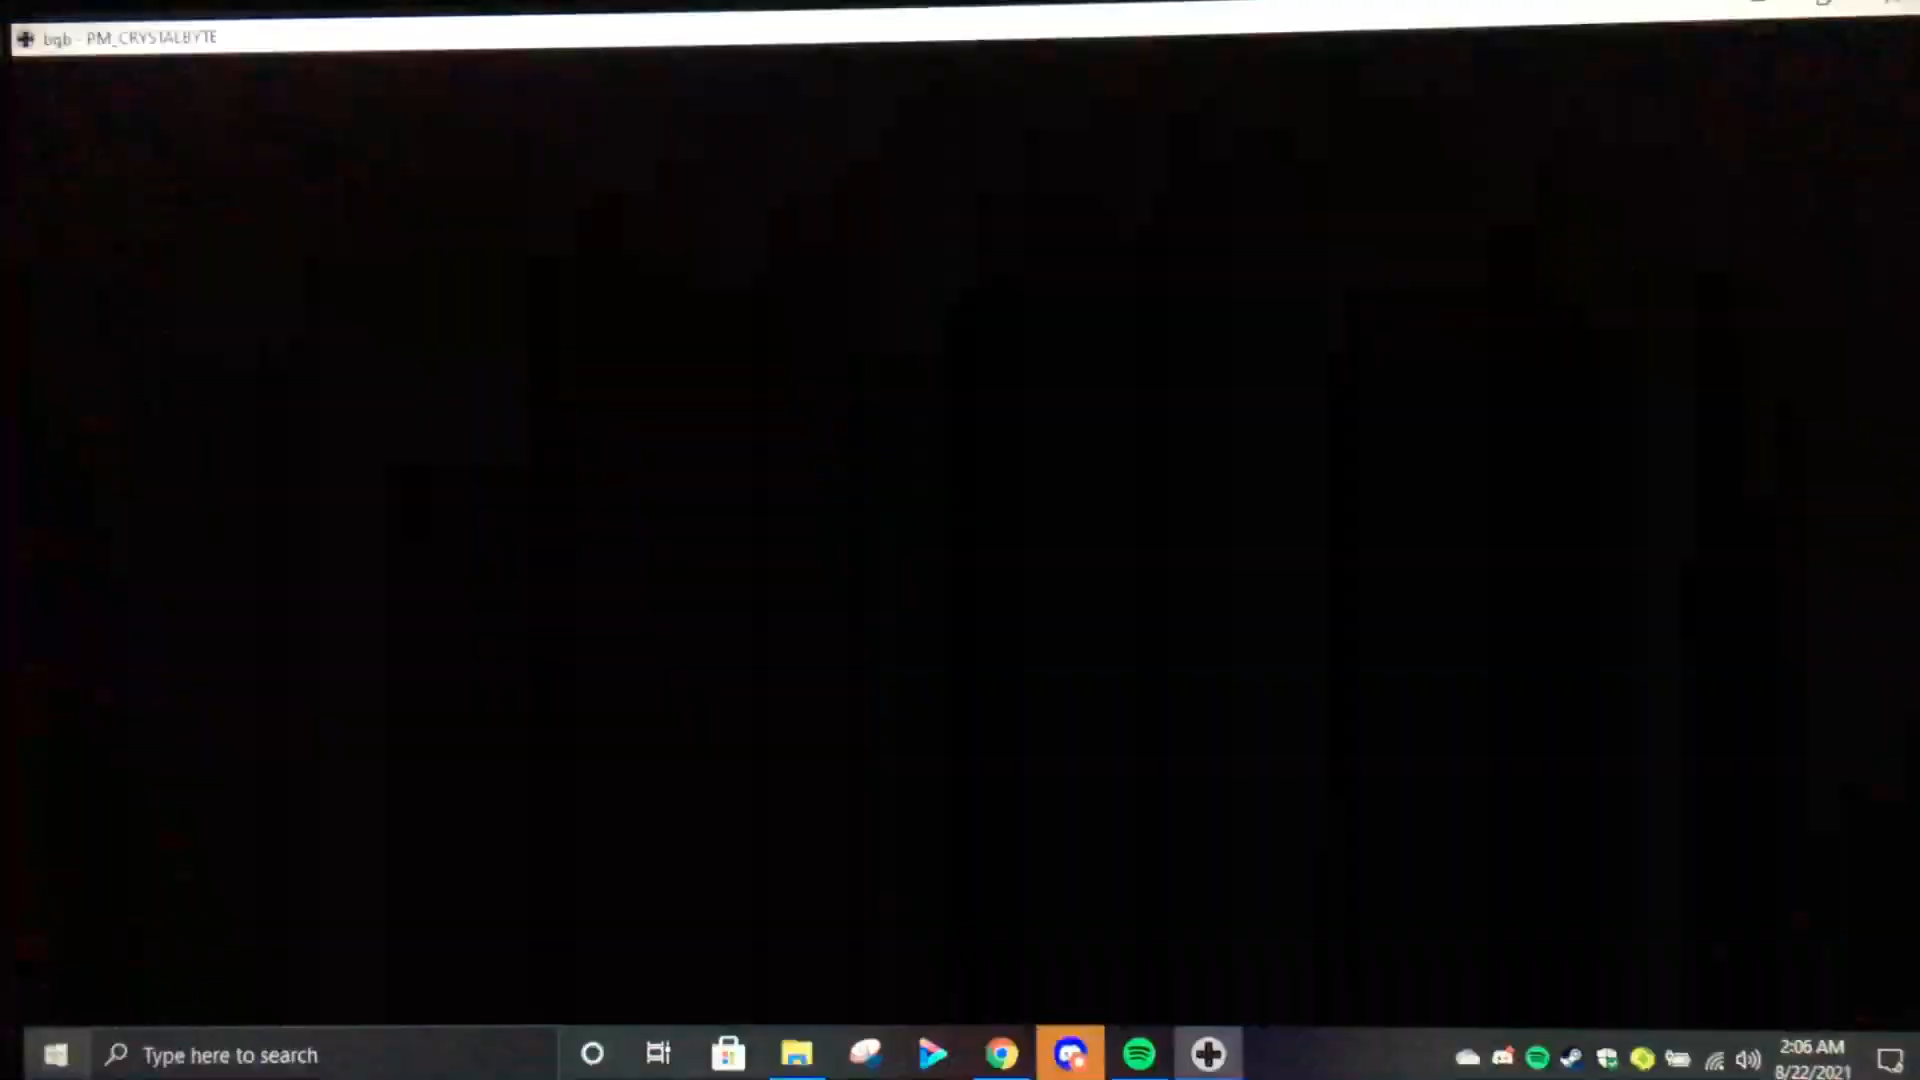 bgb - PM_CRYSTALBYTE
Type here to search
2:06 AM
8/22/2021